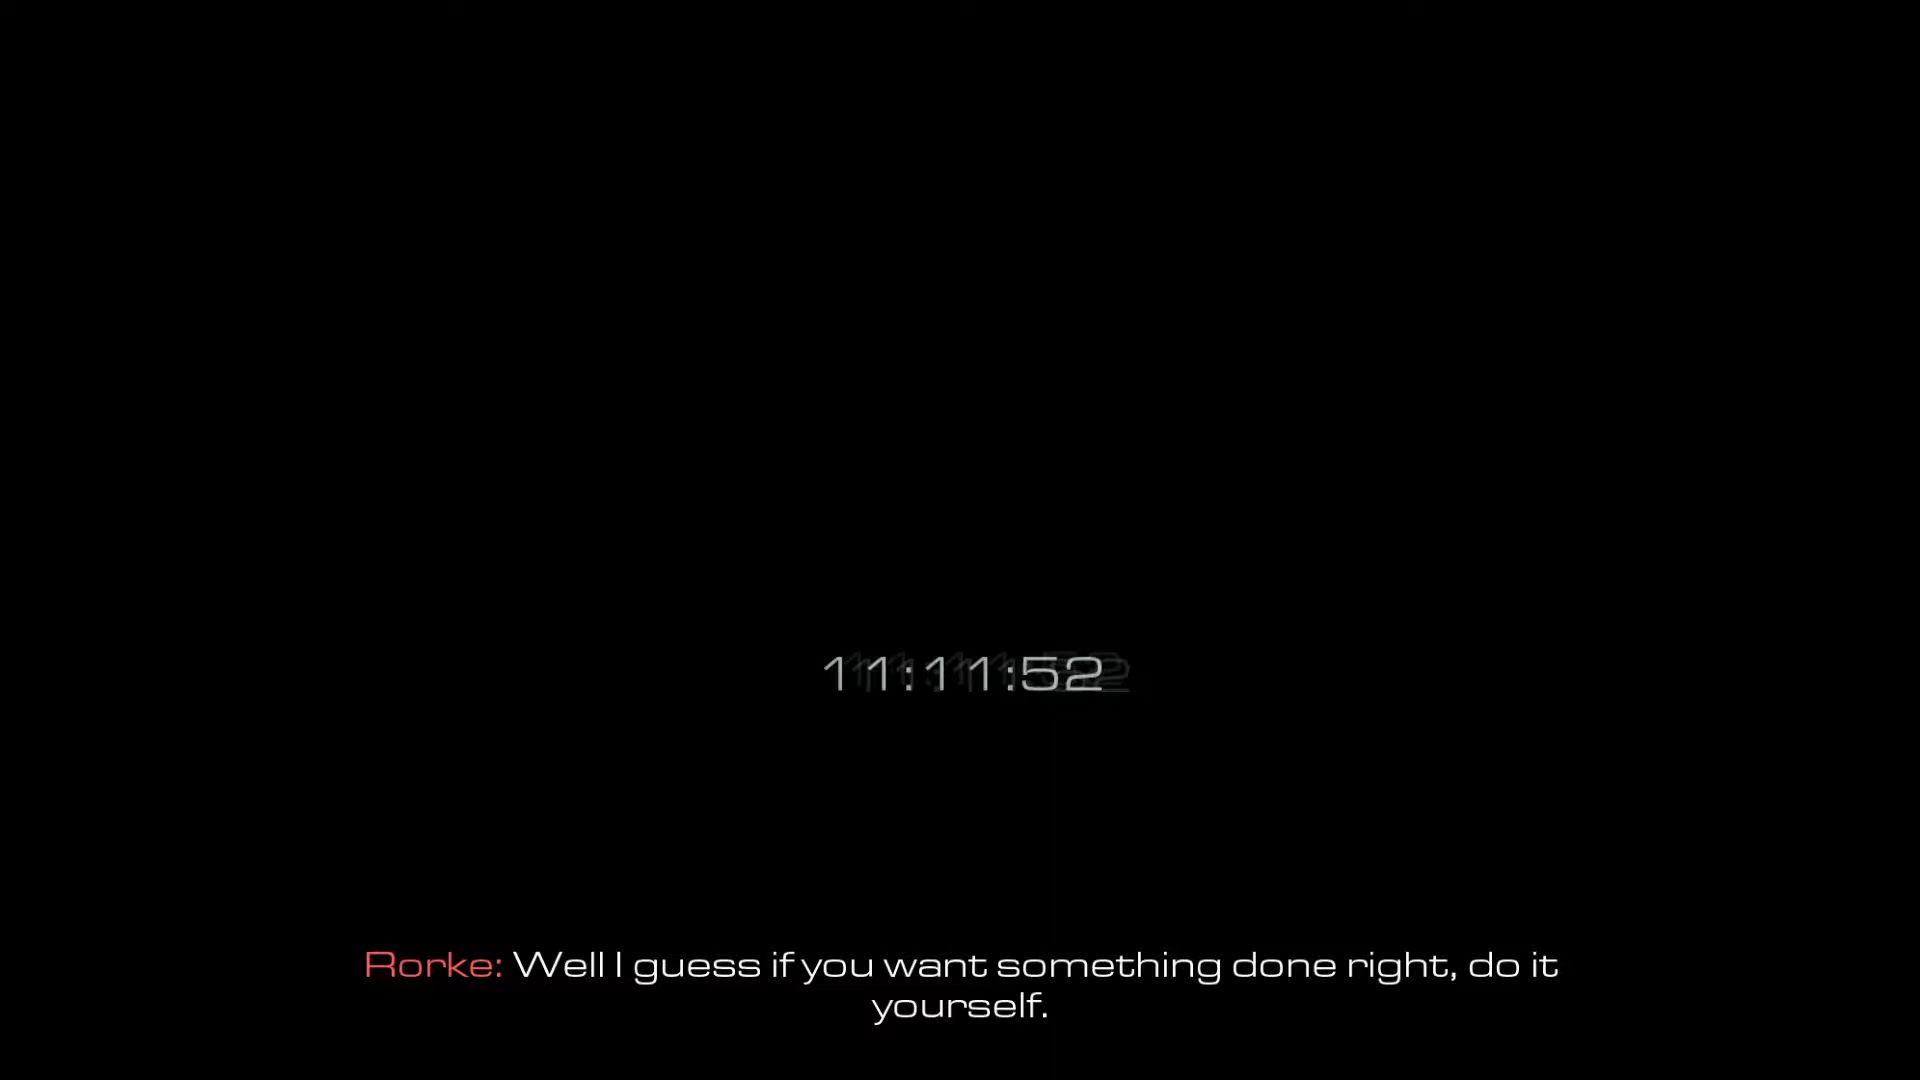 11:11:52
Rorke: Well I guess if you want something done right, do it
yourself.